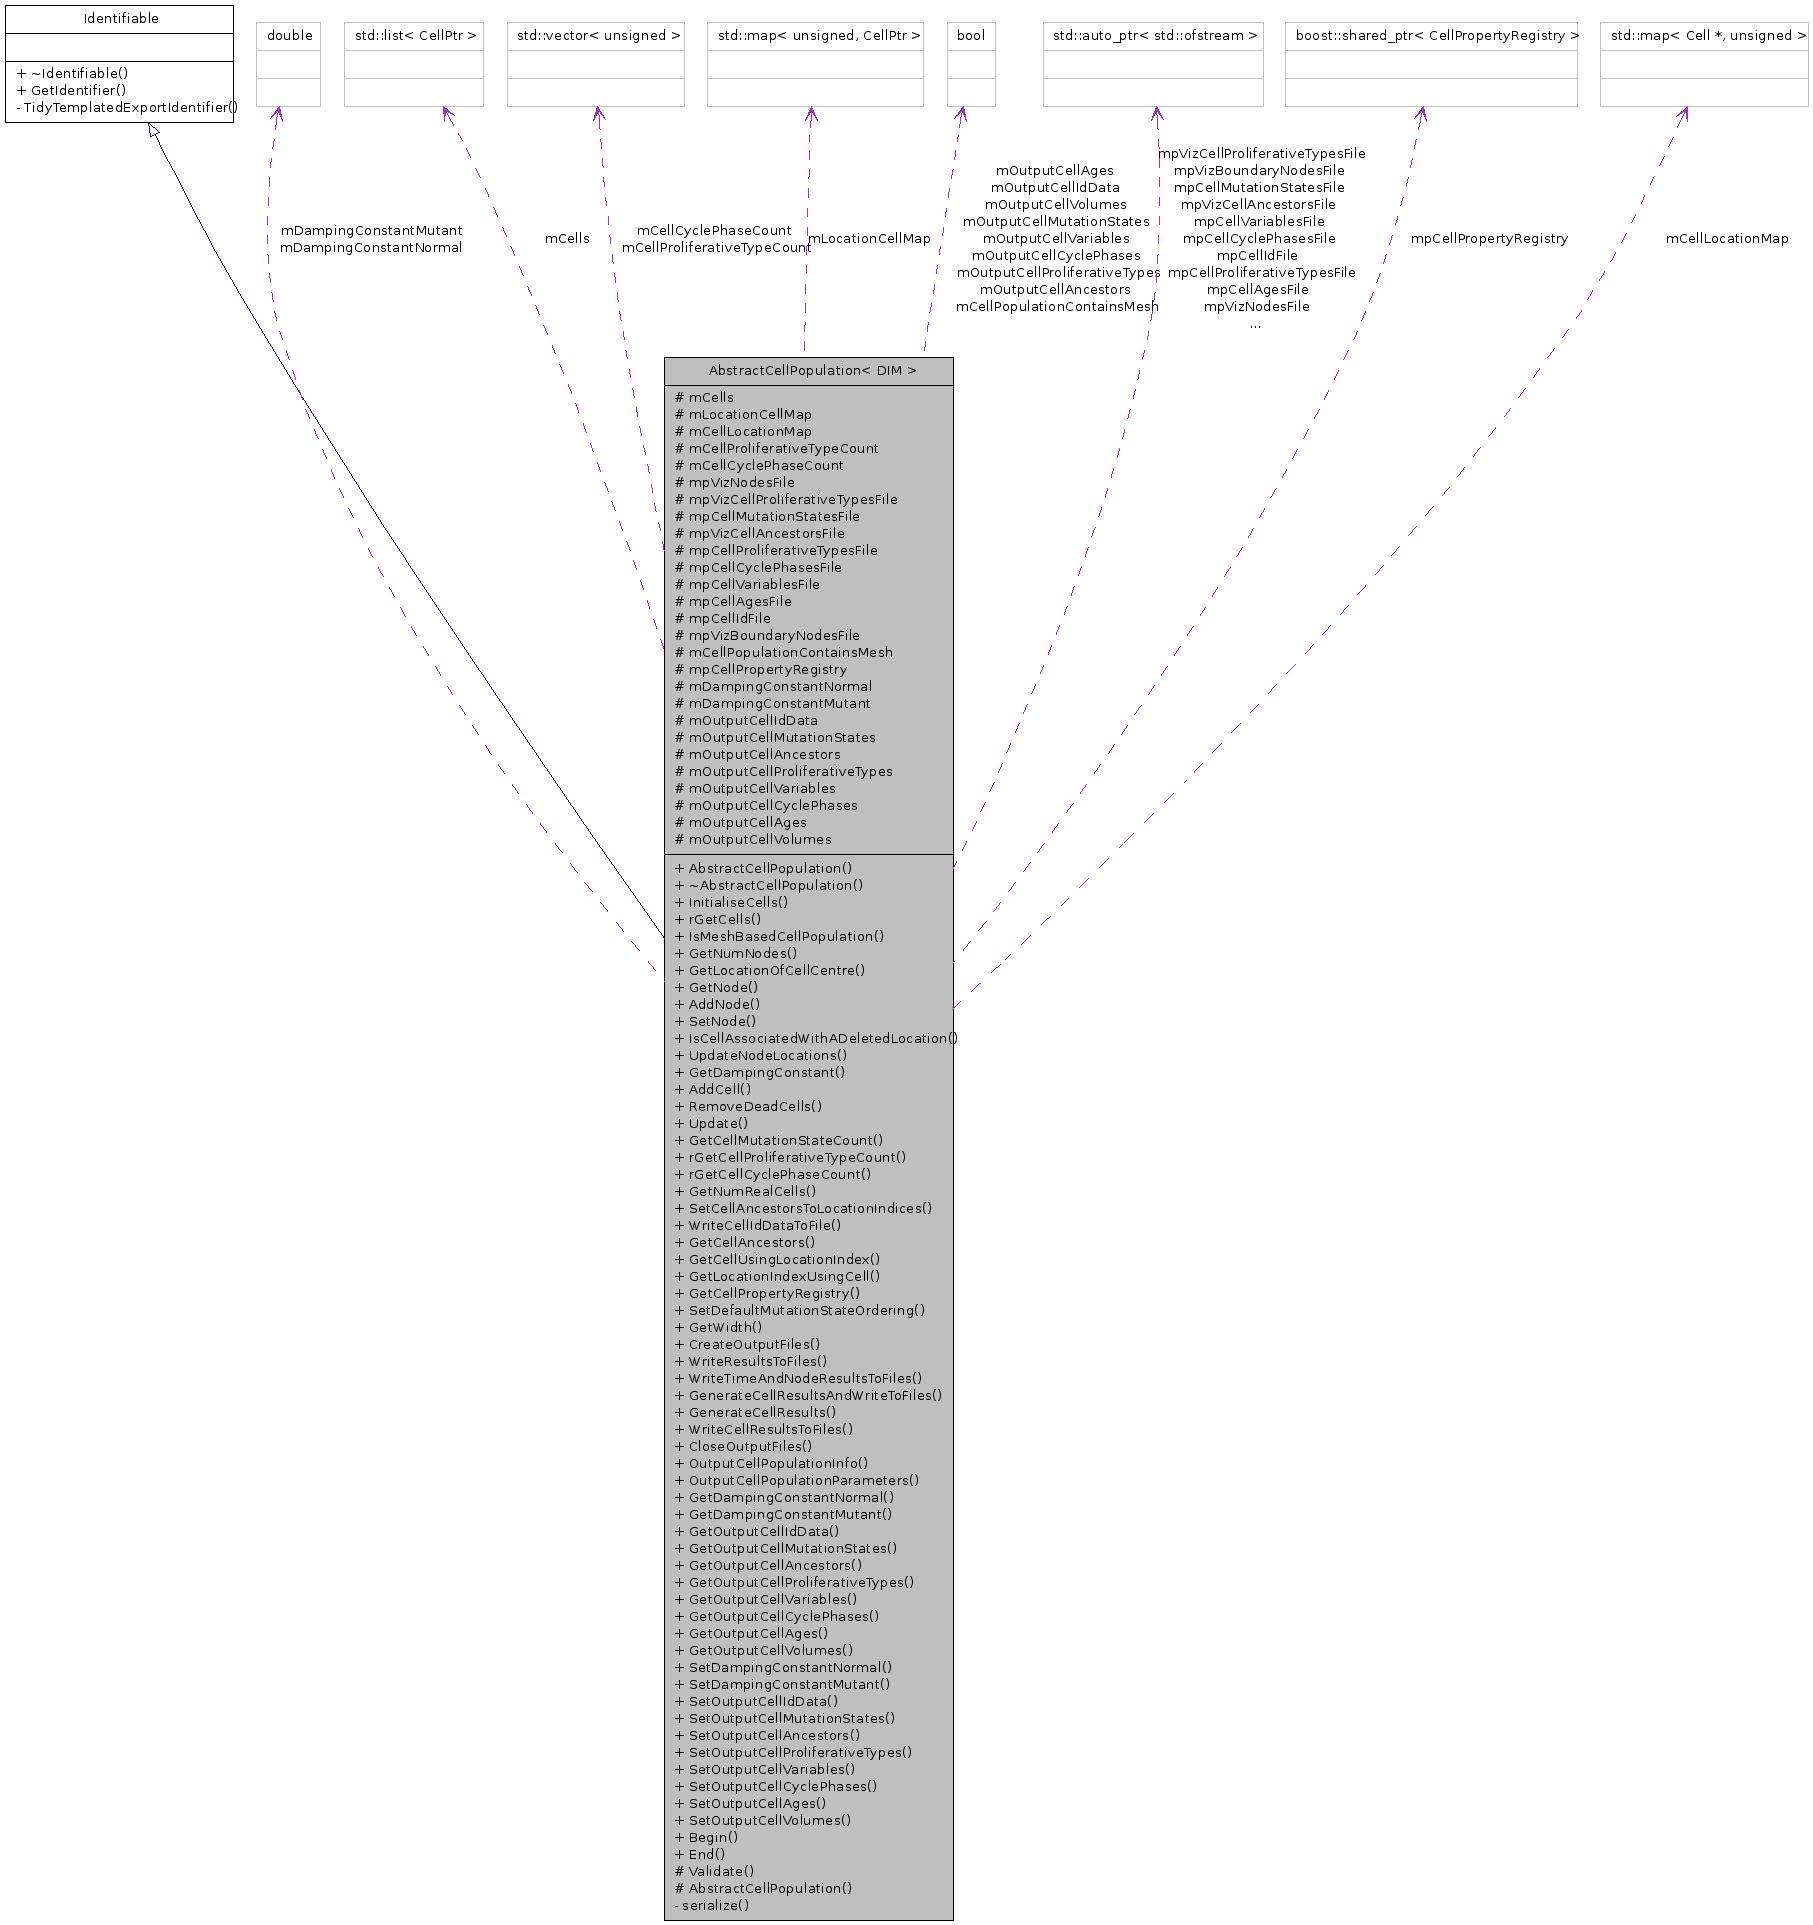 Identifiable
+ ~Identifiable()
+ GetIdentifier()
- TidyTemplatedExportIdentifier()
double
std::list< CellPtr >
std::vector< unsigned >
std::map< unsigned, CellPtr >
bool
std::auto_ptr< std::ofstream >
boost::shared_ptr< CellPropertyRegistry >
std::map< Cell *, unsigned >
mDampingConstantMutant
mDampingConstantNormal
mCells
mCellCyclePhaseCount
mCellProliferativeTypeCount
mLocationCellMap
mOutputCellAges
mOutputCellIdData
mOutputCellVolumes
mOutputCellMutationStates
mOutputCellVariables
mOutputCellCyclePhases
mOutputCellProliferativeTypes
mOutputCellAncestors
mCellPopulationContainsMesh
mpVizCellProliferativeTypesFile
mpVizBoundaryNodesFile
mpCellMutationStatesFile
mpVizCellAncestorsFile
mpCellVariablesFile
mpCellCyclePhasesFile
mpCellIdFile
mpCellProliferativeTypesFile
mpCellAgesFile
mpVizNodesFile
...
mpCellPropertyRegistry
mCellLocationMap
AbstractCellPopulation< DIM >
# mCells
# mLocationCellMap
# mCellLocationMap
# mCellProliferativeTypeCount
# mCellCyclePhaseCount
# mpVizNodesFile
# mpVizCellProliferativeTypesFile
# mpCellMutationStatesFile
# mpVizCellAncestorsFile
# mpCellProliferativeTypesFile
# mpCellCyclePhasesFile
# mpCellVariablesFile
# mpCellAgesFile
# mpCellIdFile
# mpVizBoundaryNodesFile
# mCellPopulationContainsMesh
# mpCellPropertyRegistry
# mDampingConstantNormal
# mDampingConstantMutant
# mOutputCellIdData
# mOutputCellMutationStates
# mOutputCellAncestors
# mOutputCellProliferativeTypes
# mOutputCellVariables
# mOutputCellCyclePhases
# mOutputCellAges
# mOutputCellVolumes
+ AbstractCellPopulation()
+ ~AbstractCellPopulation()
+ InitialiseCells()
+ rGetCells()
+ IsMeshBasedCellPopulation()
+ GetNumNodes()
+ GetLocationOfCellCentre()
+ GetNode()
+ AddNode()
+ SetNode()
+ IsCellAssociatedWithADeletedLocation()
+ UpdateNodeLocations()
+ GetDampingConstant()
+ AddCell()
+ RemoveDeadCells()
+ Update()
+ GetCellMutationStateCount()
+ rGetCellProliferativeTypeCount()
+ rGetCellCyclePhaseCount()
+ GetNumRealCells()
+ SetCellAncestorsToLocationIndices()
+ WriteCellIdDataToFile()
+ GetCellAncestors()
+ GetCellUsingLocationIndex()
+ GetLocationIndexUsingCell()
+ GetCellPropertyRegistry()
+ SetDefaultMutationStateOrdering()
+ GetWidth()
+ CreateOutputFiles()
+ WriteResultsToFiles()
+ WriteTimeAndNodeResultsToFiles()
+ GenerateCellResultsAndWriteToFiles()
+ GenerateCellResults()
+ WriteCellResultsToFiles()
+ CloseOutputFiles()
+ OutputCellPopulationInfo()
+ OutputCellPopulationParameters()
+ GetDampingConstantNormal()
+ GetDampingConstantMutant()
+ GetOutputCellIdData()
+ GetOutputCellMutationStates()
+ GetOutputCellAncestors()
+ GetOutputCellProliferativeTypes()
+ GetOutputCellVariables()
+ GetOutputCellCyclePhases()
+ GetOutputCellAges()
+ GetOutputCellVolumes()
+ SetDampingConstantNormal()
+ SetDampingConstantMutant()
+ SetOutputCellIdData()
+ SetOutputCellMutationStates()
+ SetOutputCellAncestors()
+ SetOutputCellProliferativeTypes()
+ SetOutputCellVariables()
+ SetOutputCellCyclePhases()
+ SetOutputCellAges()
+ SetOutputCellVolumes()
+ Begin()
+ End()
# Validate()
# AbstractCellPopulation()
- serialize()